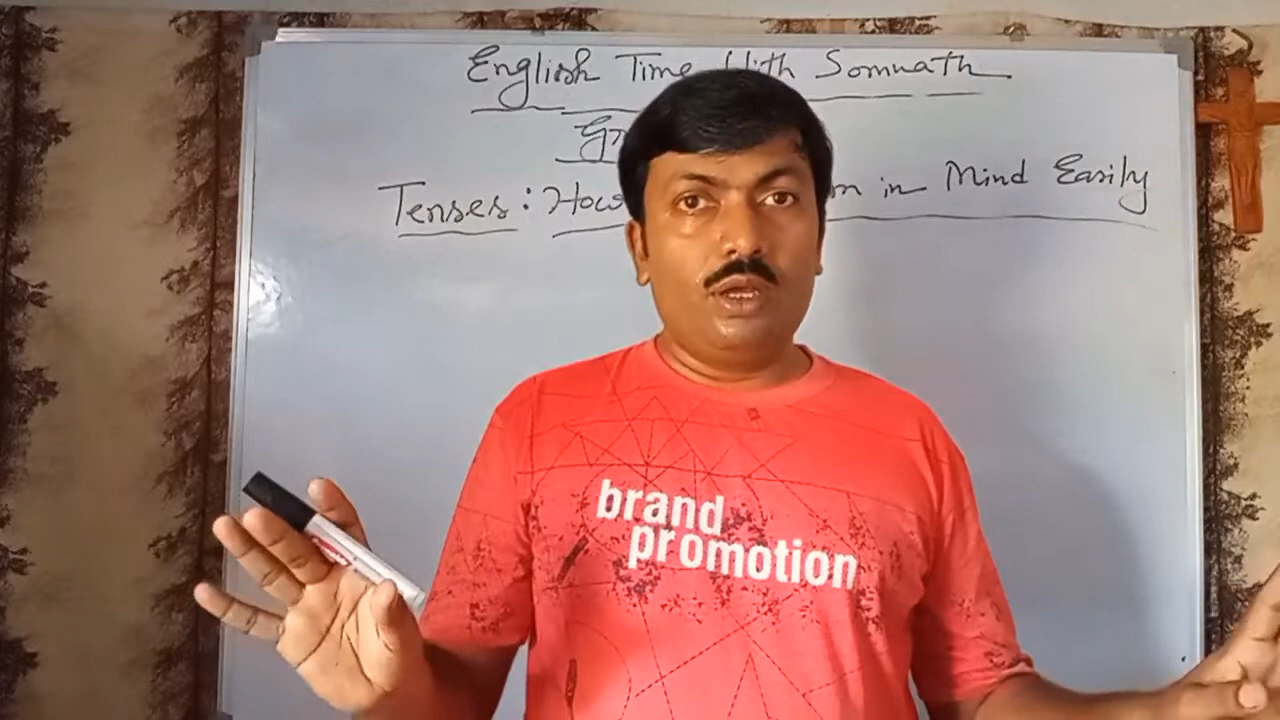 English Time With Somnath
Tenses: How in Mind Easily
brand
promotion